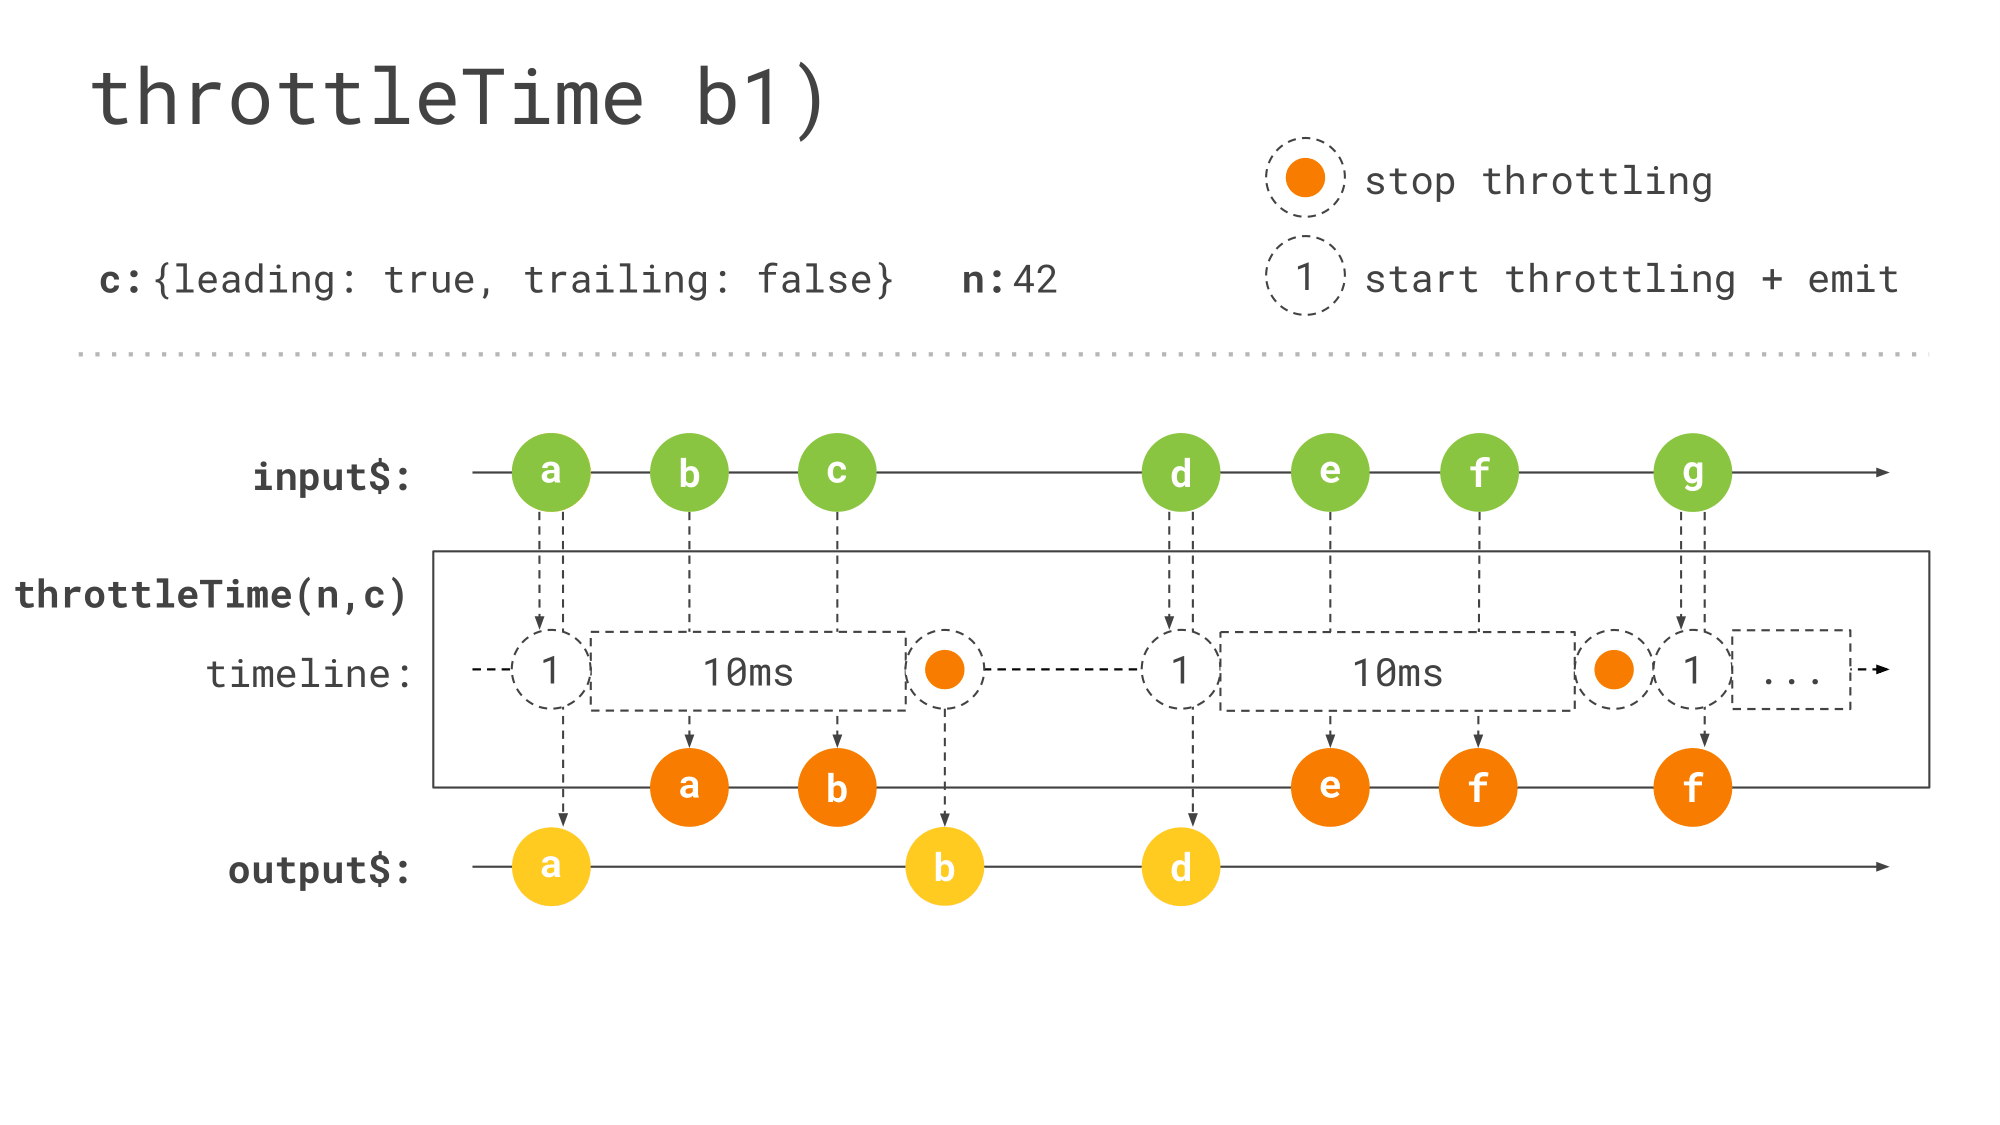 throttleTime b1)
stop throttling
c: {leading: true, trailing: false} n: 42
1 start throttling + emit
input$: a b c d e f g
throttleTime(n,c)
timeline: 1 10ms 1 10ms 1 ...
a b e f f
output$: a b d